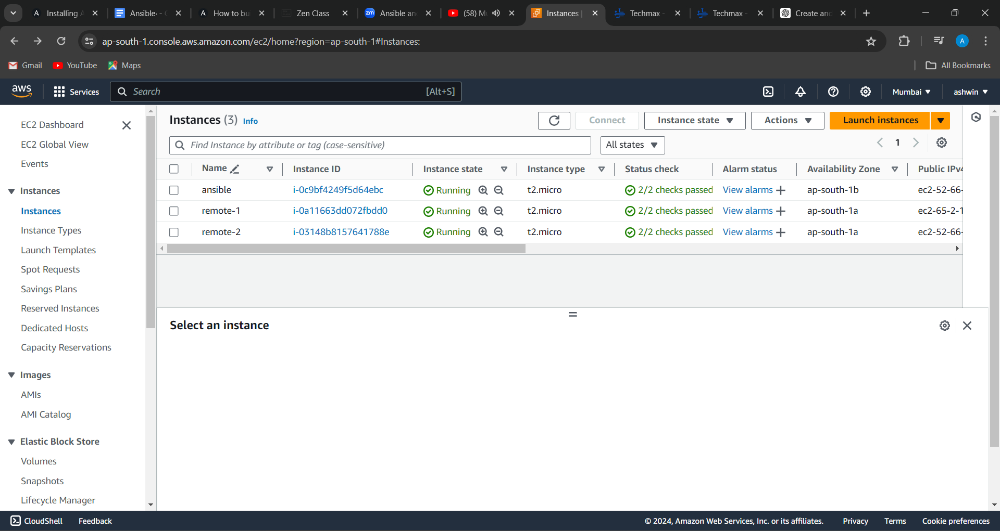 Installing A
Ansible- - G
How to bu
Zen Class
zm Ansible an
(58) Mu
Instances |
Techmax -
Techmax -
Create and
ap-south-1.console.aws.amazon.com/ec2/home?region=ap-south-1#Instances:
A
Gmail
YouTube
Maps
All Bookmarks
aws
Services
Search
[Alt+S]
Mumbai
ashwin
EC2 Dashboard
EC2 Global View
Events
Instances
Instances
Instance Types
Launch Templates
Spot Requests
Savings Plans
Reserved Instances
Dedicated Hosts
Capacity Reservations
Images
AMIs
AMI Catalog
Elastic Block Store
Volumes
Snapshots
Lifecycle Manager
Instances (3) Info
Connect
Instance state
Actions
Launch instances
Find Instance by attribute or tag (case-sensitive)
All states
1
Name Instance ID Instance state Instance type Status check Alarm status Availability Zone Public IPv4
ansible i-0c9bf4249f5d64ebc Running t2.micro 2/2 checks passed View alarms ap-south-1b ec2-52-66-
remote-1 i-0a11663dd072fbdd0 Running t2.micro 2/2 checks passed View alarms ap-south-1a ec2-65-2-1
remote-2 i-03148b8157641788e Running t2.micro 2/2 checks passed View alarms ap-south-1a ec2-52-66-
Select an instance
CloudShell
Feedback
© 2024, Amazon Web Services, Inc. or its affiliates.
Privacy
Terms
Cookie preferences